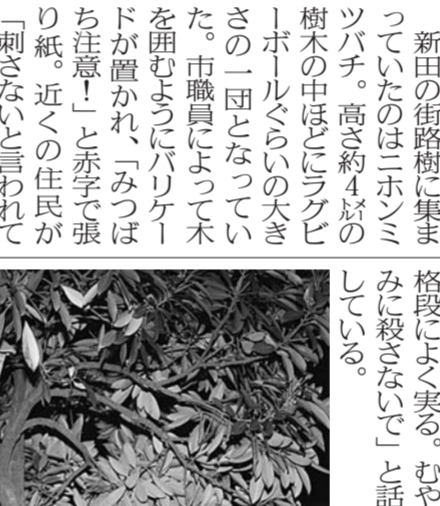 新田の街路樹に集ま
っていたのはニホンミ
ツバチ。高さ約４㍍の
樹木の中ほどにラグビ
ーボールぐらいの大き
さの一団となってい
た。市職員によって木
を囲むようにバリケー
ドが置かれ、「みつば
ち注意！」と赤字で張
り紙。近くの住民が
「刺さないと言われて
格段によく実る。むや
みに殺さないで」と話
している。